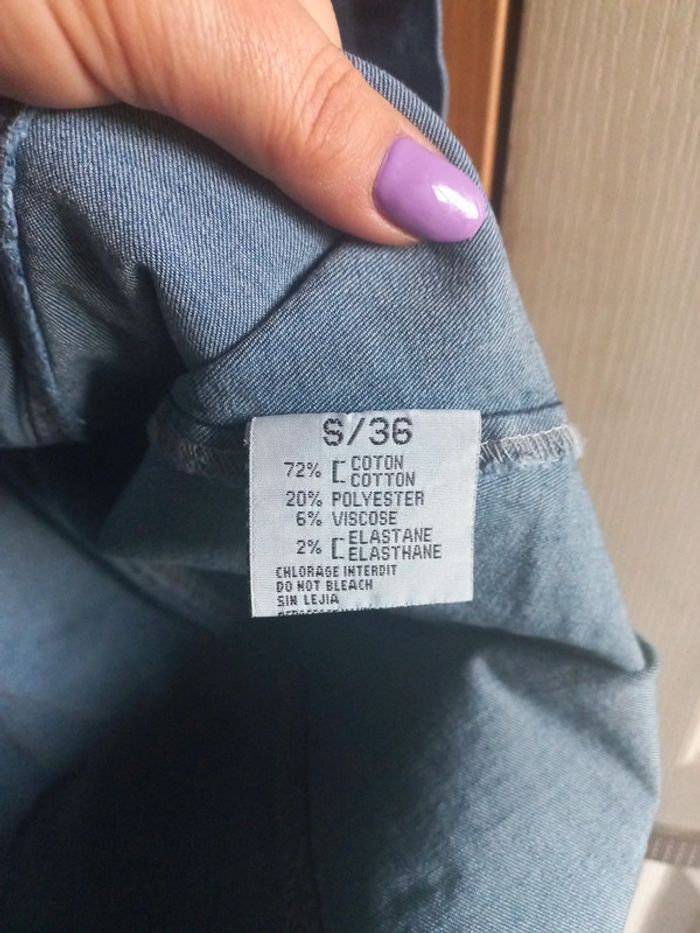 S/36
72% COTON
COTTON
20% POLYESTER
6% VISCOSE
2% ELASTANE
ELASTHANE
CHLORAGE INTERDIT
DO NOT BLEACH
SIN LEJIA